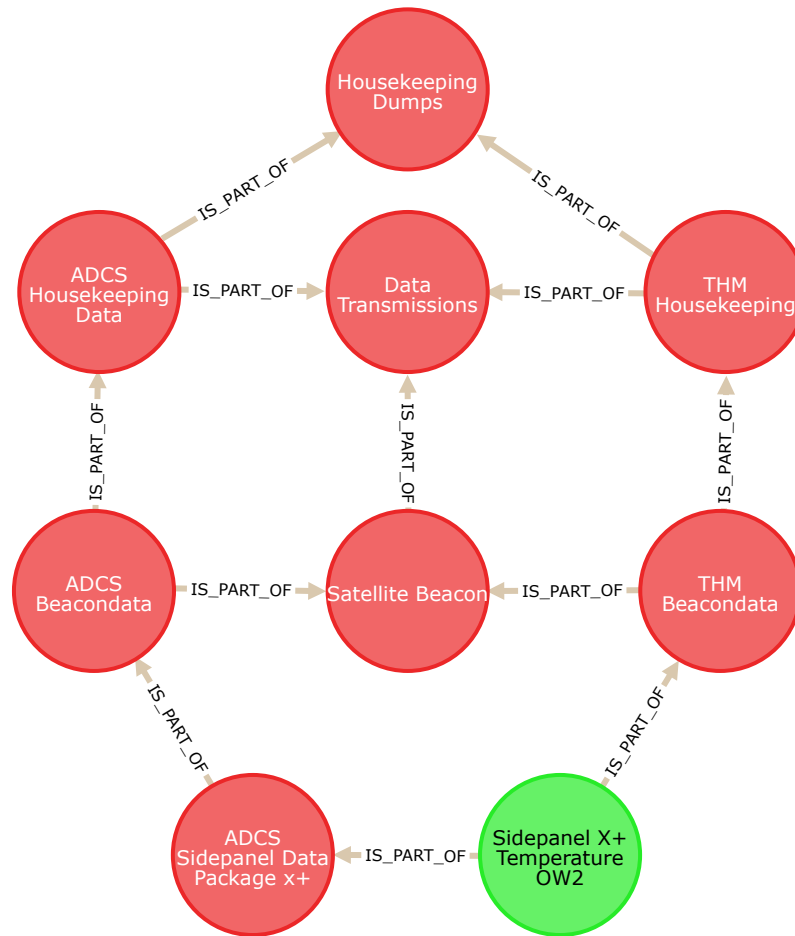 Housekeeping
Dumps
IS_PART_OF
IS_PART_OF
ADCS
Housekeeping
Data
IS_PART_OF
Data
Transmissions
IS_PART_OF
THM
Housekeeping
IS_PART_OF
IS_PART_OF
IS_PART_OF
ADCS
Beacondata
IS_PART_OF
Satellite Beacon
IS_PART_OF
THM
Beacondata
IS_PART_OF
IS_PART_OF
ADCS
Sidepanel Data
Package x+
IS_PART_OF
Sidepanel X+
Temperature
OW2